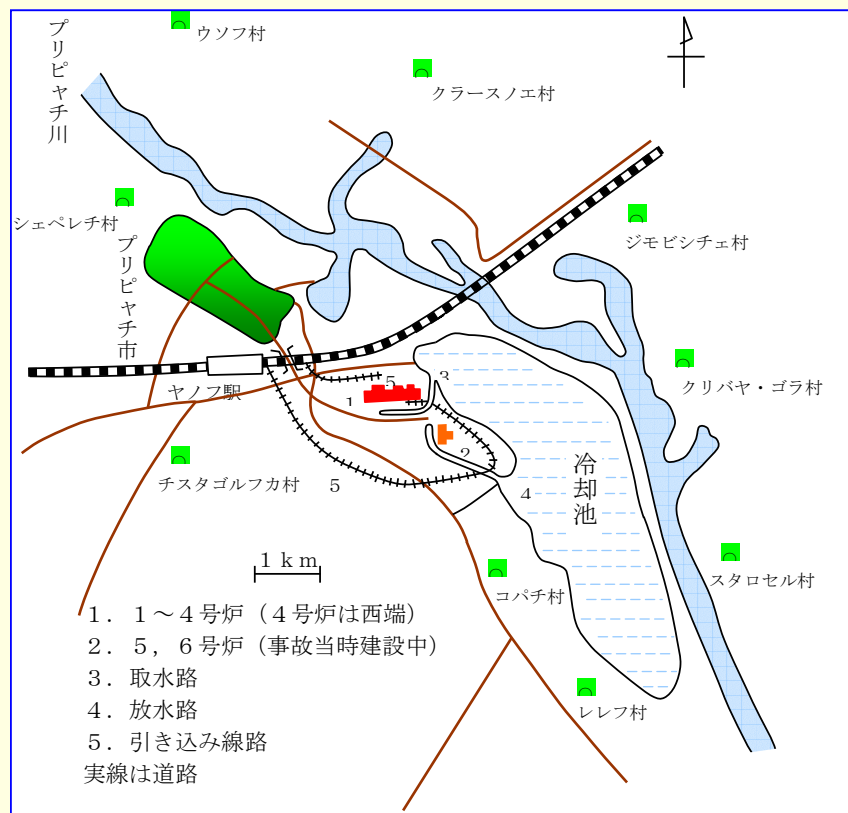 ウソフ村
プリピャチ川
クラースノエ村
シェペレチ村
ジモビシチェ村
プリピャチ市
ヤノフ駅
5
3
1
クリバヤ・ゴラ村
2
チスタゴルフカ村
5
4
冷却池
1km
コパチ村
スタロセル村
レレフ村
1．1～4号炉（4号炉は西端）
2．5，6号炉（事故当時建設中）
3．取水路
4．放水路
5．引き込み線路
実線は道路